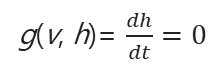 g(v, h) = dh/dt = 0